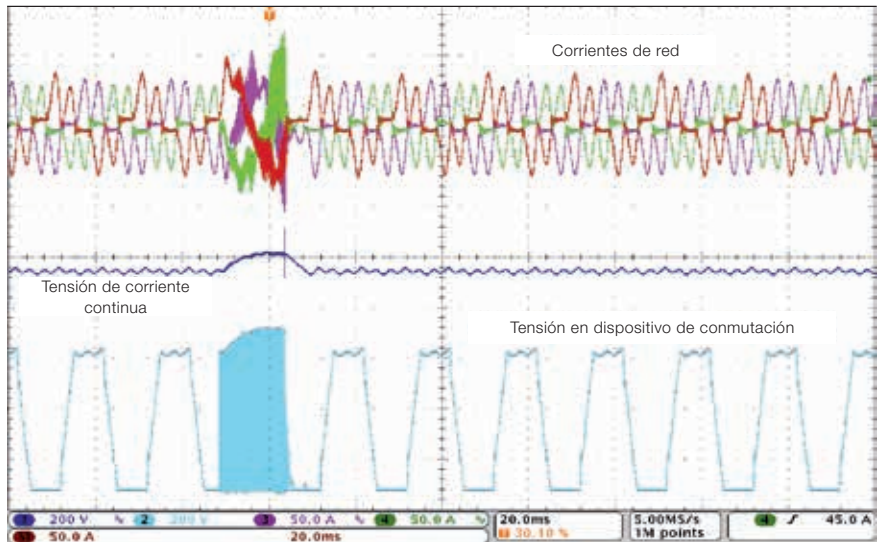 Corrientes de red
Tensión de corriente
continua
Tensión en dispositivo de conmutación
1 200 V 2 200 V 3 50.0 A 4 50.0 A 20.0ms 5.00MS/s 4 45.0 A
30.10 % 1M points
50.0 A 20.0ms